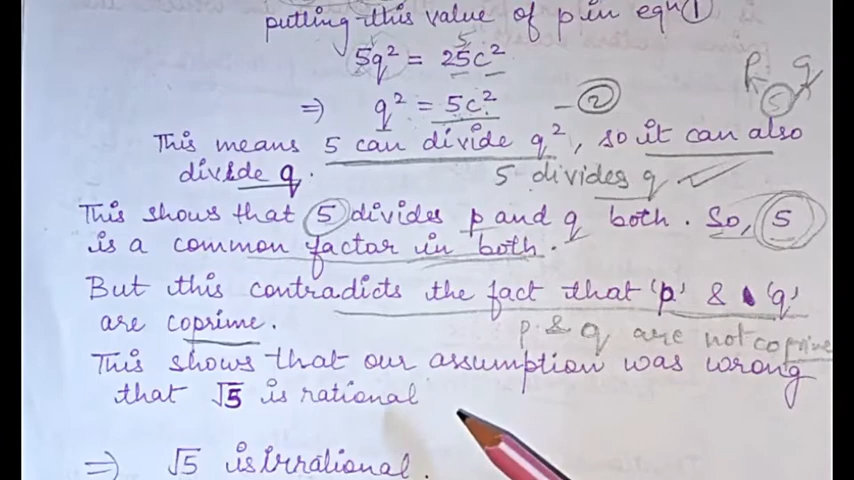 putting this value of p in eqn ①
5
5q² = 25c²
⇒ q² = 5c² – ②
p q
5
This means 5 can divide q², so it can also
divide q. 5 divides q
This shows that 5 divides p and q both. So, 5
is a common factor in both.
But this contradicts the fact that 'p' & 'q'
are coprime. p & q are not coprime
This shows that our assumption was wrong
that √5 is rational
⇒ √5 is irrational.